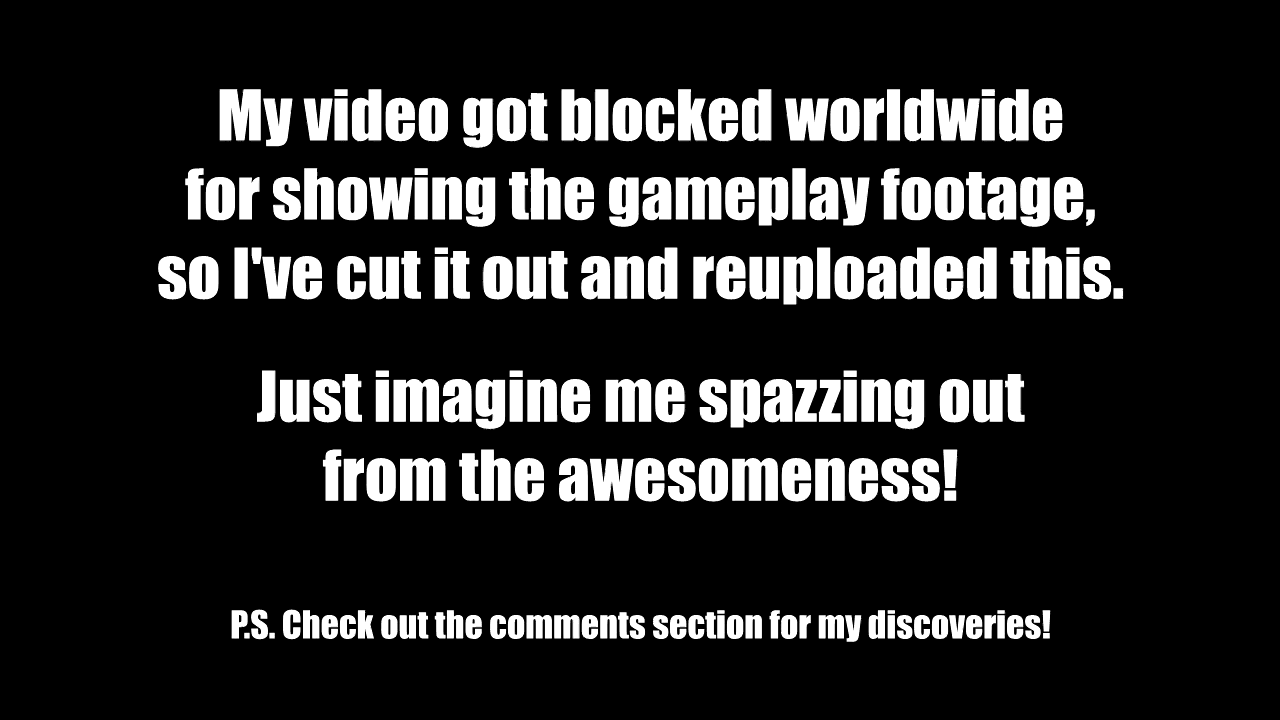 My video got blocked worldwide
for showing the gameplay footage,
so I've cut it out and reuploaded this.
Just imagine me spazzing out
from the awesomeness!
P.S. Check out the comments section for my discoveries!